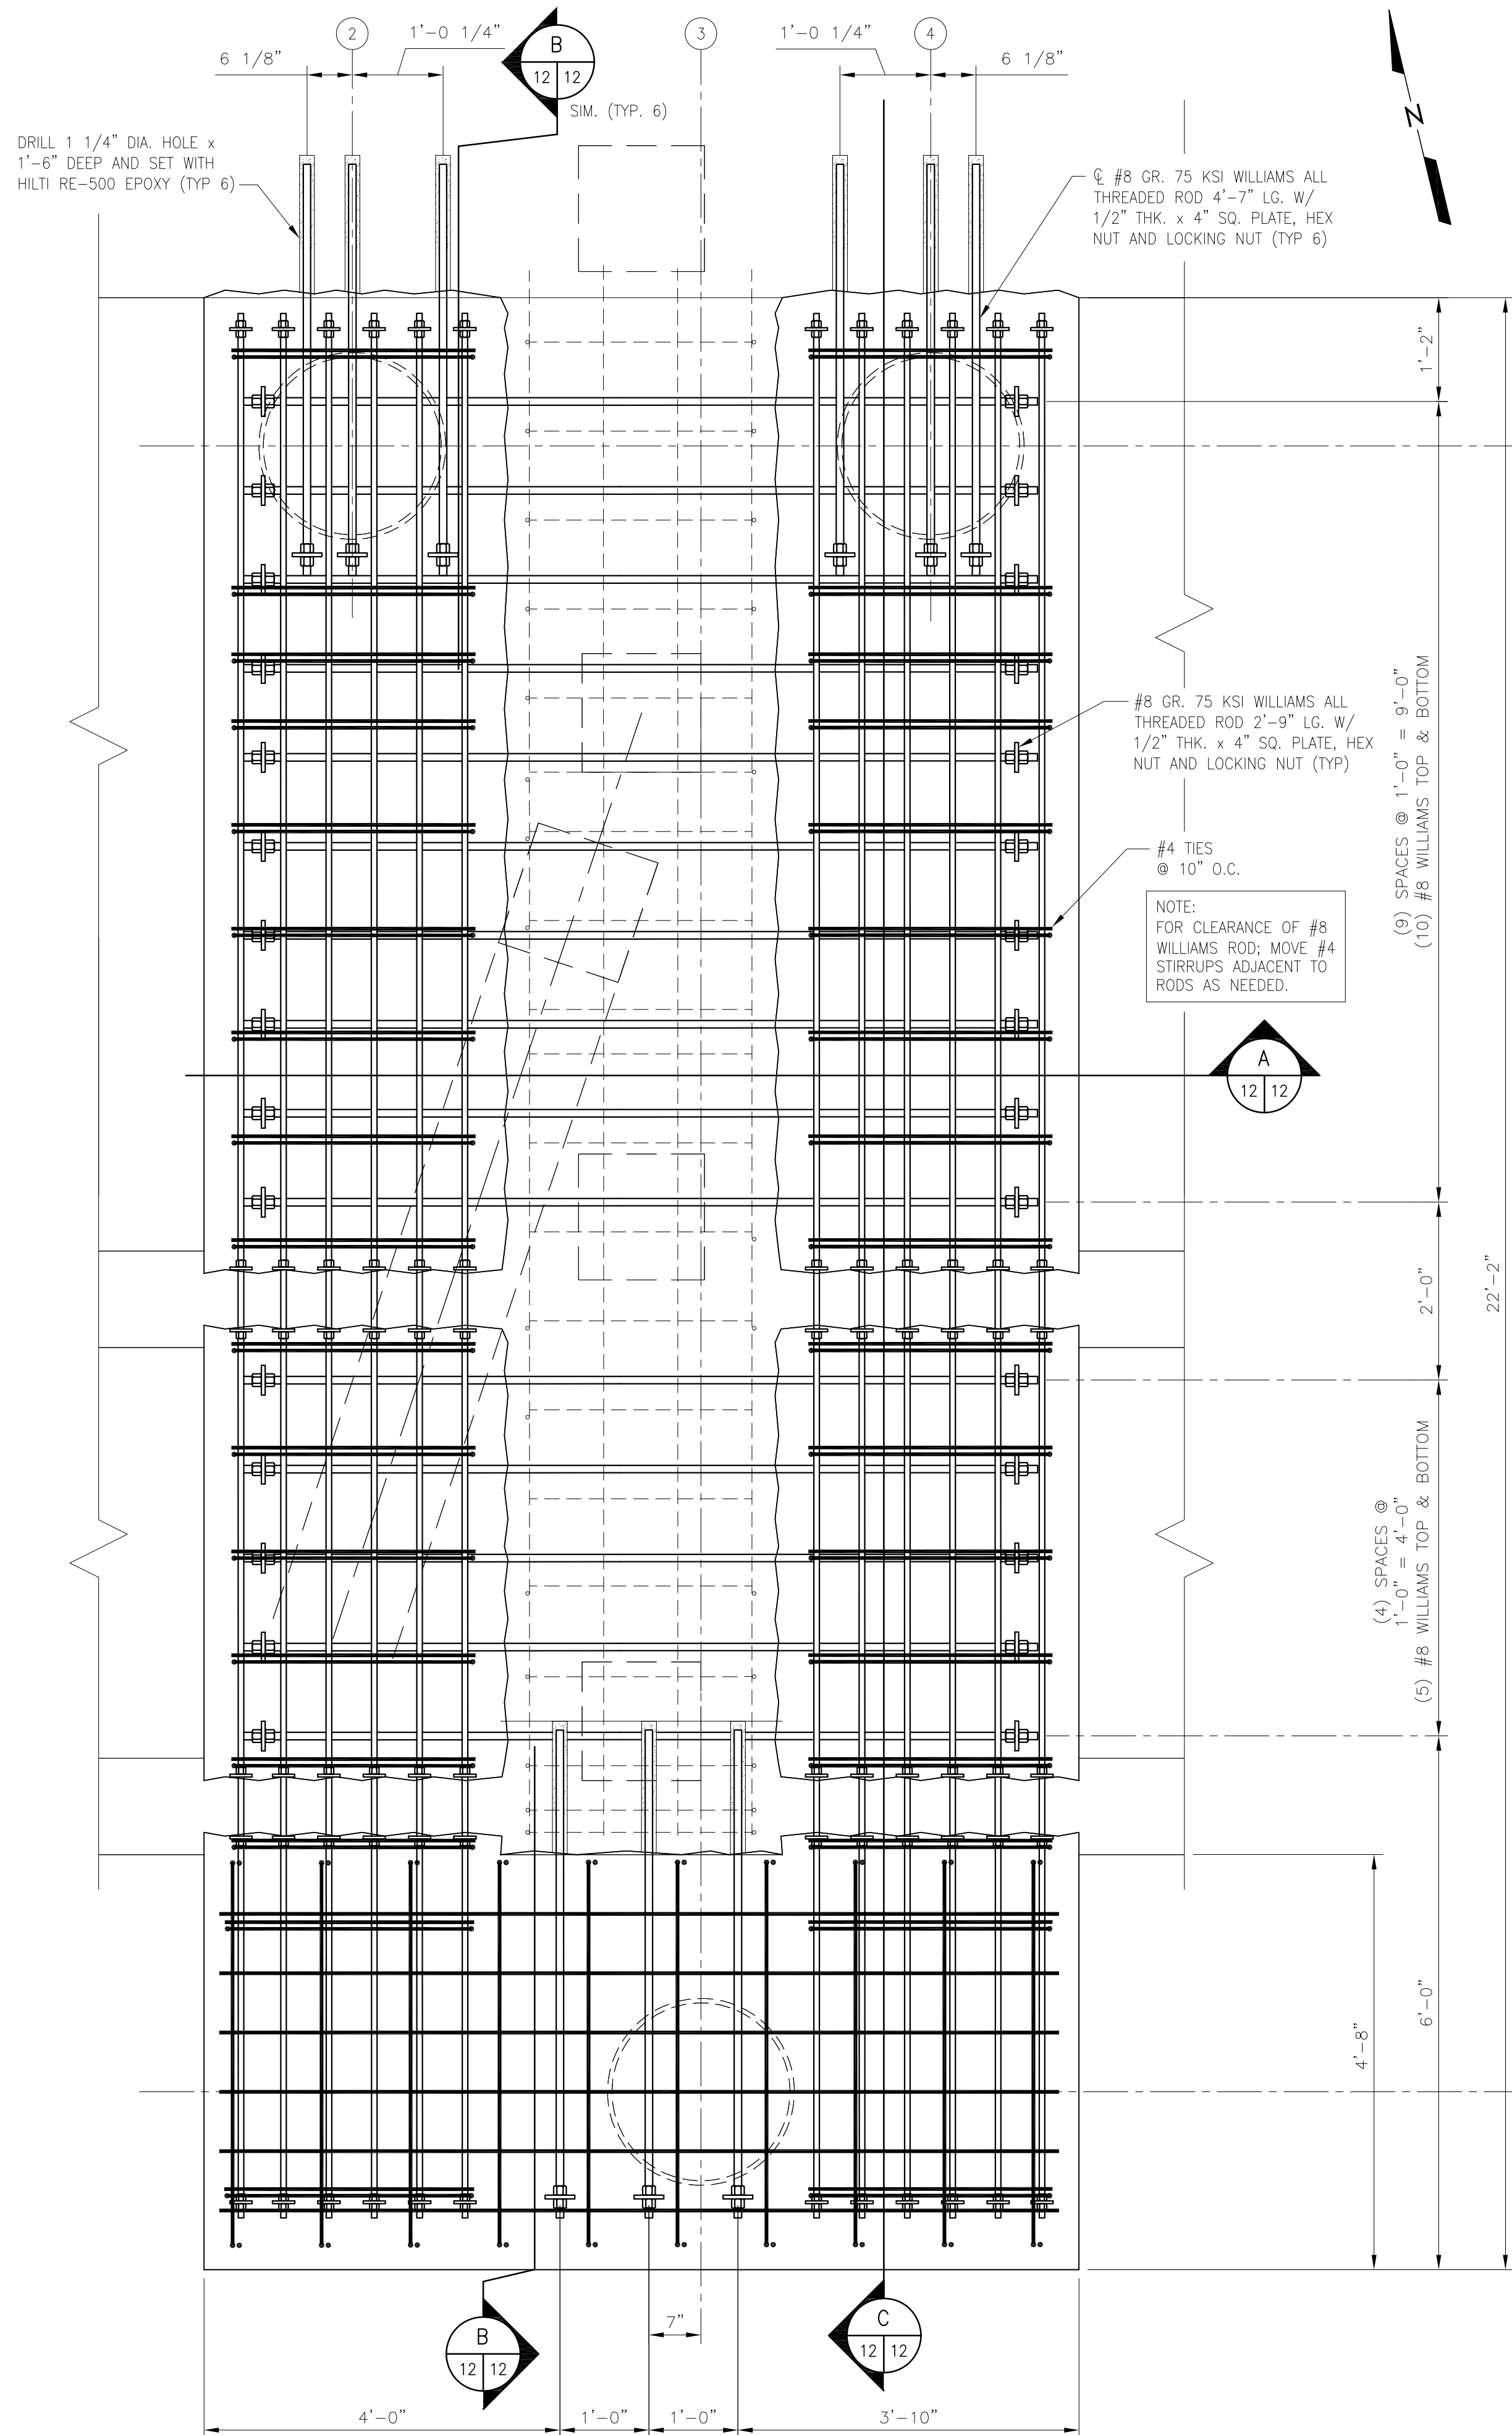 2
3
4
6 1/8"
1'-0 1/4"
B
12 12
SIM. (TYP. 6)
1'-0 1/4"
6 1/8"
N
DRILL 1 1/4" DIA. HOLE x
1'-6" DEEP AND SET WITH
HILTI RE-500 EPOXY (TYP 6)
℄ #8 GR. 75 KSI WILLIAMS ALL
THREADED ROD 4'-7" LG. W/
1/2" THK. x 4" SQ. PLATE, HEX
NUT AND LOCKING NUT (TYP 6)
1'-2"
#8 GR. 75 KSI WILLIAMS ALL
THREADED ROD 2'-9" LG. W/
1/2" THK. x 4" SQ. PLATE, HEX
NUT AND LOCKING NUT (TYP)
(9) SPACES @ 1'-0" = 9'-0"
(10) #8 WILLIAMS TOP & BOTTOM
#4 TIES
@ 10" O.C.
NOTE:
FOR CLEARANCE OF #8
WILLIAMS ROD; MOVE #4
STIRRUPS ADJACENT TO
RODS AS NEEDED.
A
12 12
2'-0"
22'-2"
(4) SPACES @
1'-0" = 4'-0"
(5) #8 WILLIAMS TOP & BOTTOM
6'-0"
4'-8"
B
12 12
7"
C
12 12
4'-0"
1'-0"
1'-0"
3'-10"